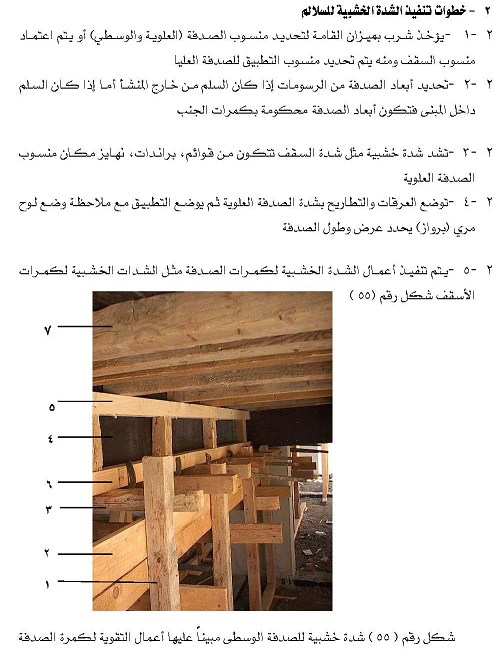 ٢ - خطوات تنفيذ الشدة الخشبية للسلالم
٢ -١ -يؤخذ شرب بميزان القامة لتحديد منسوب الصدفة (العلوية والوسطي) أو يتم اعتماد
منسوب السقف ومنه يتم تحديد منسوب التطبيق للصدفة العليا
٢ -٢ -تحديد أبعاد الصدفة من الرسومات إذا كان السلم من خارج المنشأ أما إذا كان السلم
داخل المبنى فتكون أبعاد الصدفة محكومة بكمرات الجنب
٢ -٣ -تشد شدة خشبية مثل شدة السقف تتكون من قوائم، براندات، نهايز مكان منسوب
الصدفة العلوية
٢ -٤ -توضع العرقات والتطاريح بشدة الصدفة العلوية ثم يوضع التطبيق مع ملاحظة وضع لوح
مري (برواز) يحدد عرض وطول الصدفة
٢ -٥ -يتم تنفيذ أعمال الشدة الخشبية لكمرات الصدفة مثل الشدات الخشبية لكمرات
الأسقف شكل رقم (٥٥ )
٧
٥
٤
٦
٣
٢
١
شكل رقم ( ٥٥ ) شدة خشبية للصدفة الوسطى مبيناً عليها أعمال التقوية لكمرة الصدفة